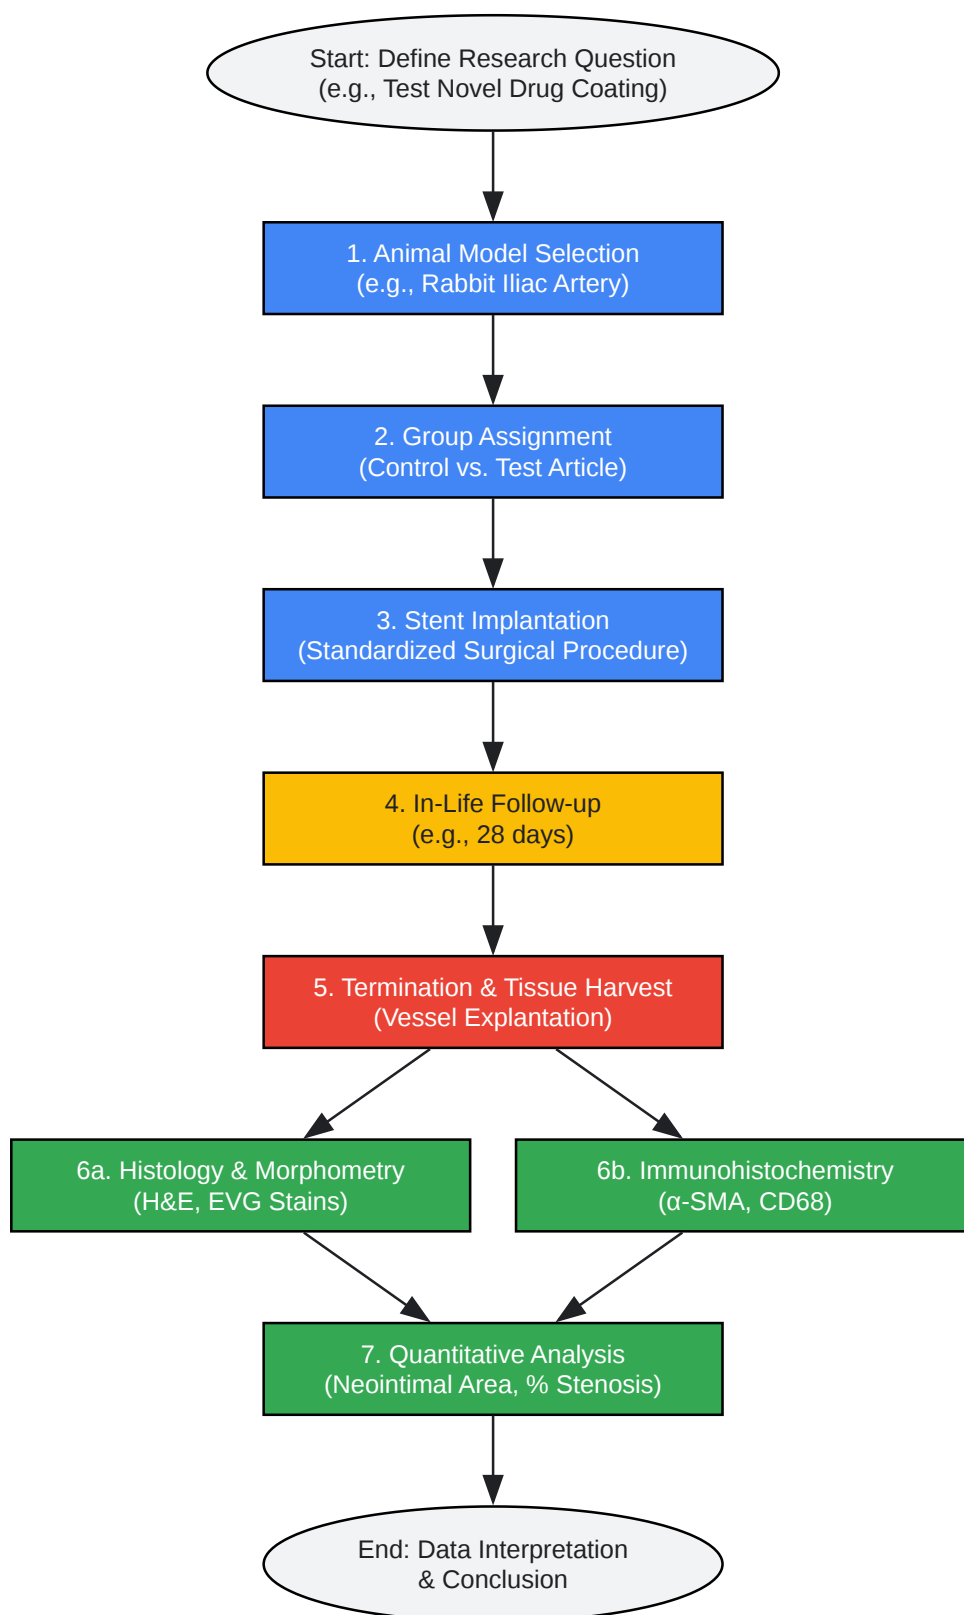 Start: Define Research Question
(e.g., Test Novel Drug Coating)
1. Animal Model Selection
(e.g., Rabbit Iliac Artery)
2. Group Assignment
(Control vs. Test Article)
3. Stent Implantation
(Standardized Surgical Procedure)
4. In-Life Follow-up
(e.g., 28 days)
5. Termination & Tissue Harvest
(Vessel Explantation)
6a. Histology & Morphometry
(H&E, EVG Stains)
6b. Immunohistochemistry
(α-SMA, CD68)
7. Quantitative Analysis
(Neointimal Area, % Stenosis)
End: Data Interpretation
& Conclusion